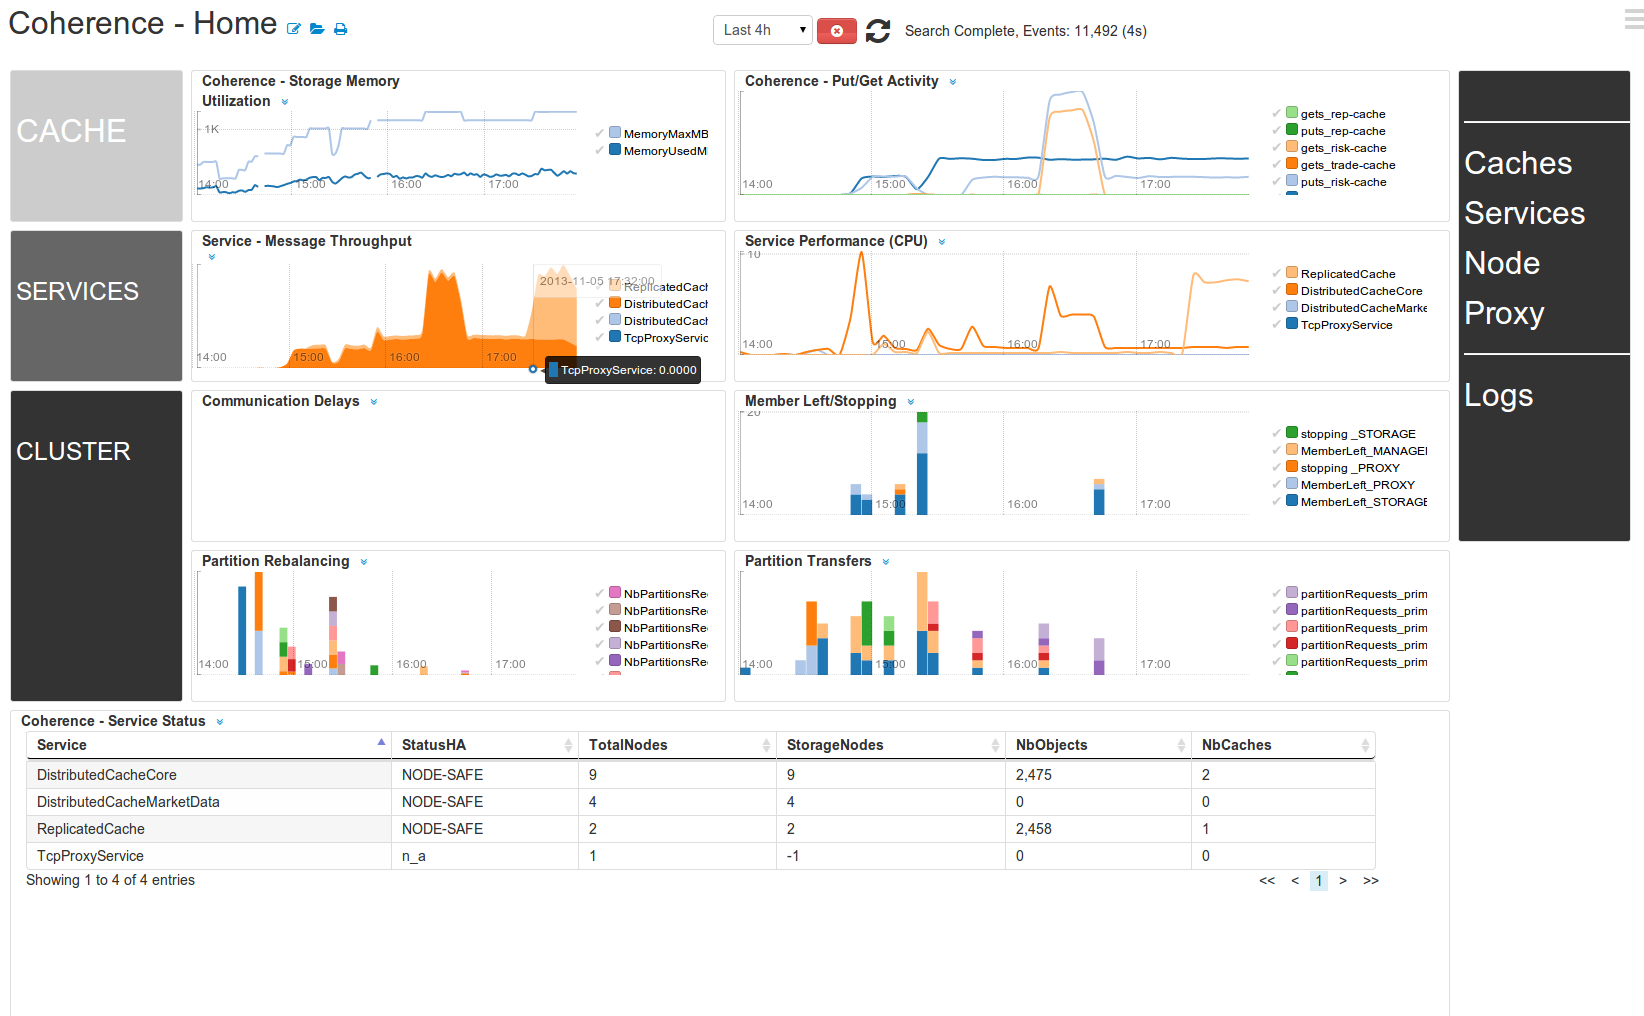 Coherence - Home
Last 4h
Search Complete, Events: 11,492 (4s)
CACHE
Coherence - Storage Memory
Utilization
1K
14:00
15:00
16:00
17:00
MemoryMaxMB
MemoryUsedM
Coherence - Put/Get Activity
14:00
15:00
16:00
17:00
gets_rep-cache
puts_rep-cache
gets_risk-cache
gets_trade-cache
puts_risk-cache
Caches
Services
Node
Proxy
Logs
SERVICES
Service - Message Throughput
14:00
15:00
16:00
17:00
2013-11-05 17:32:00
ReplicatedCach
DistributedCach
DistributedCach
TcpProxyServic
TcpProxyService: 0.0000
Service Performance (CPU)
10
14:00
15:00
16:00
17:00
ReplicatedCache
DistributedCacheCore
DistributedCacheMarke
TcpProxyService
CLUSTER
Communication Delays
Member Left/Stopping
20
14:00
15:00
16:00
17:00
stopping _STORAGE
MemberLeft_MANAGEI
stopping _PROXY
MemberLeft_PROXY
MemberLeft_STORAGE
Partition Rebalancing
14:00
15:00
16:00
17:00
NbPartitionsRe
NbPartitionsRe
NbPartitionsRe
NbPartitionsRe
NbPartitionsRe
Partition Transfers
14:00
15:00
16:00
17:00
partitionRequests_prim
partitionRequests_prim
partitionRequests_prim
partitionRequests_prim
partitionRequests_prim
Coherence - Service Status
Service StatusHA TotalNodes StorageNodes NbObjects NbCaches
DistributedCacheCore NODE-SAFE 9 9 2,475 2
DistributedCacheMarketData NODE-SAFE 4 4 0 0
ReplicatedCache NODE-SAFE 2 2 2,458 1
TcpProxyService n_a 1 -1 0 0
Showing 1 to 4 of 4 entries
<< < 1 > >>